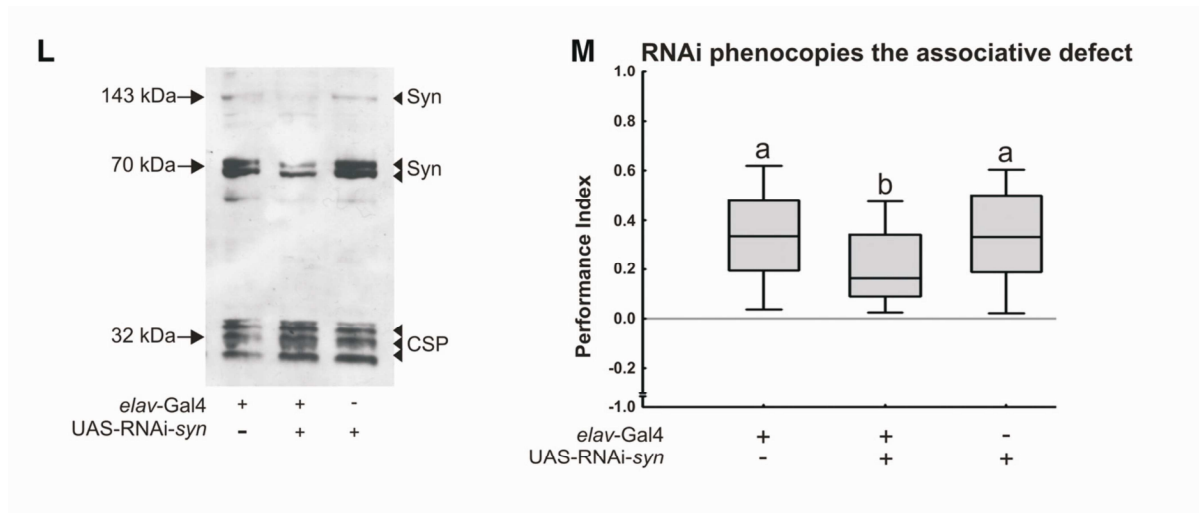 L
143 kDa
Syn
70 kDa
Syn
32 kDa
CSP
elav-Gal4 + + -
UAS-RNAi-syn - + +
M RNAi phenocopies the associative defect
Performance Index
1.0
0.8
0.6
0.4
0.2
0.0
-0.2
-1.0
a
b
a
elav-Gal4 + + -
UAS-RNAi-syn - + +